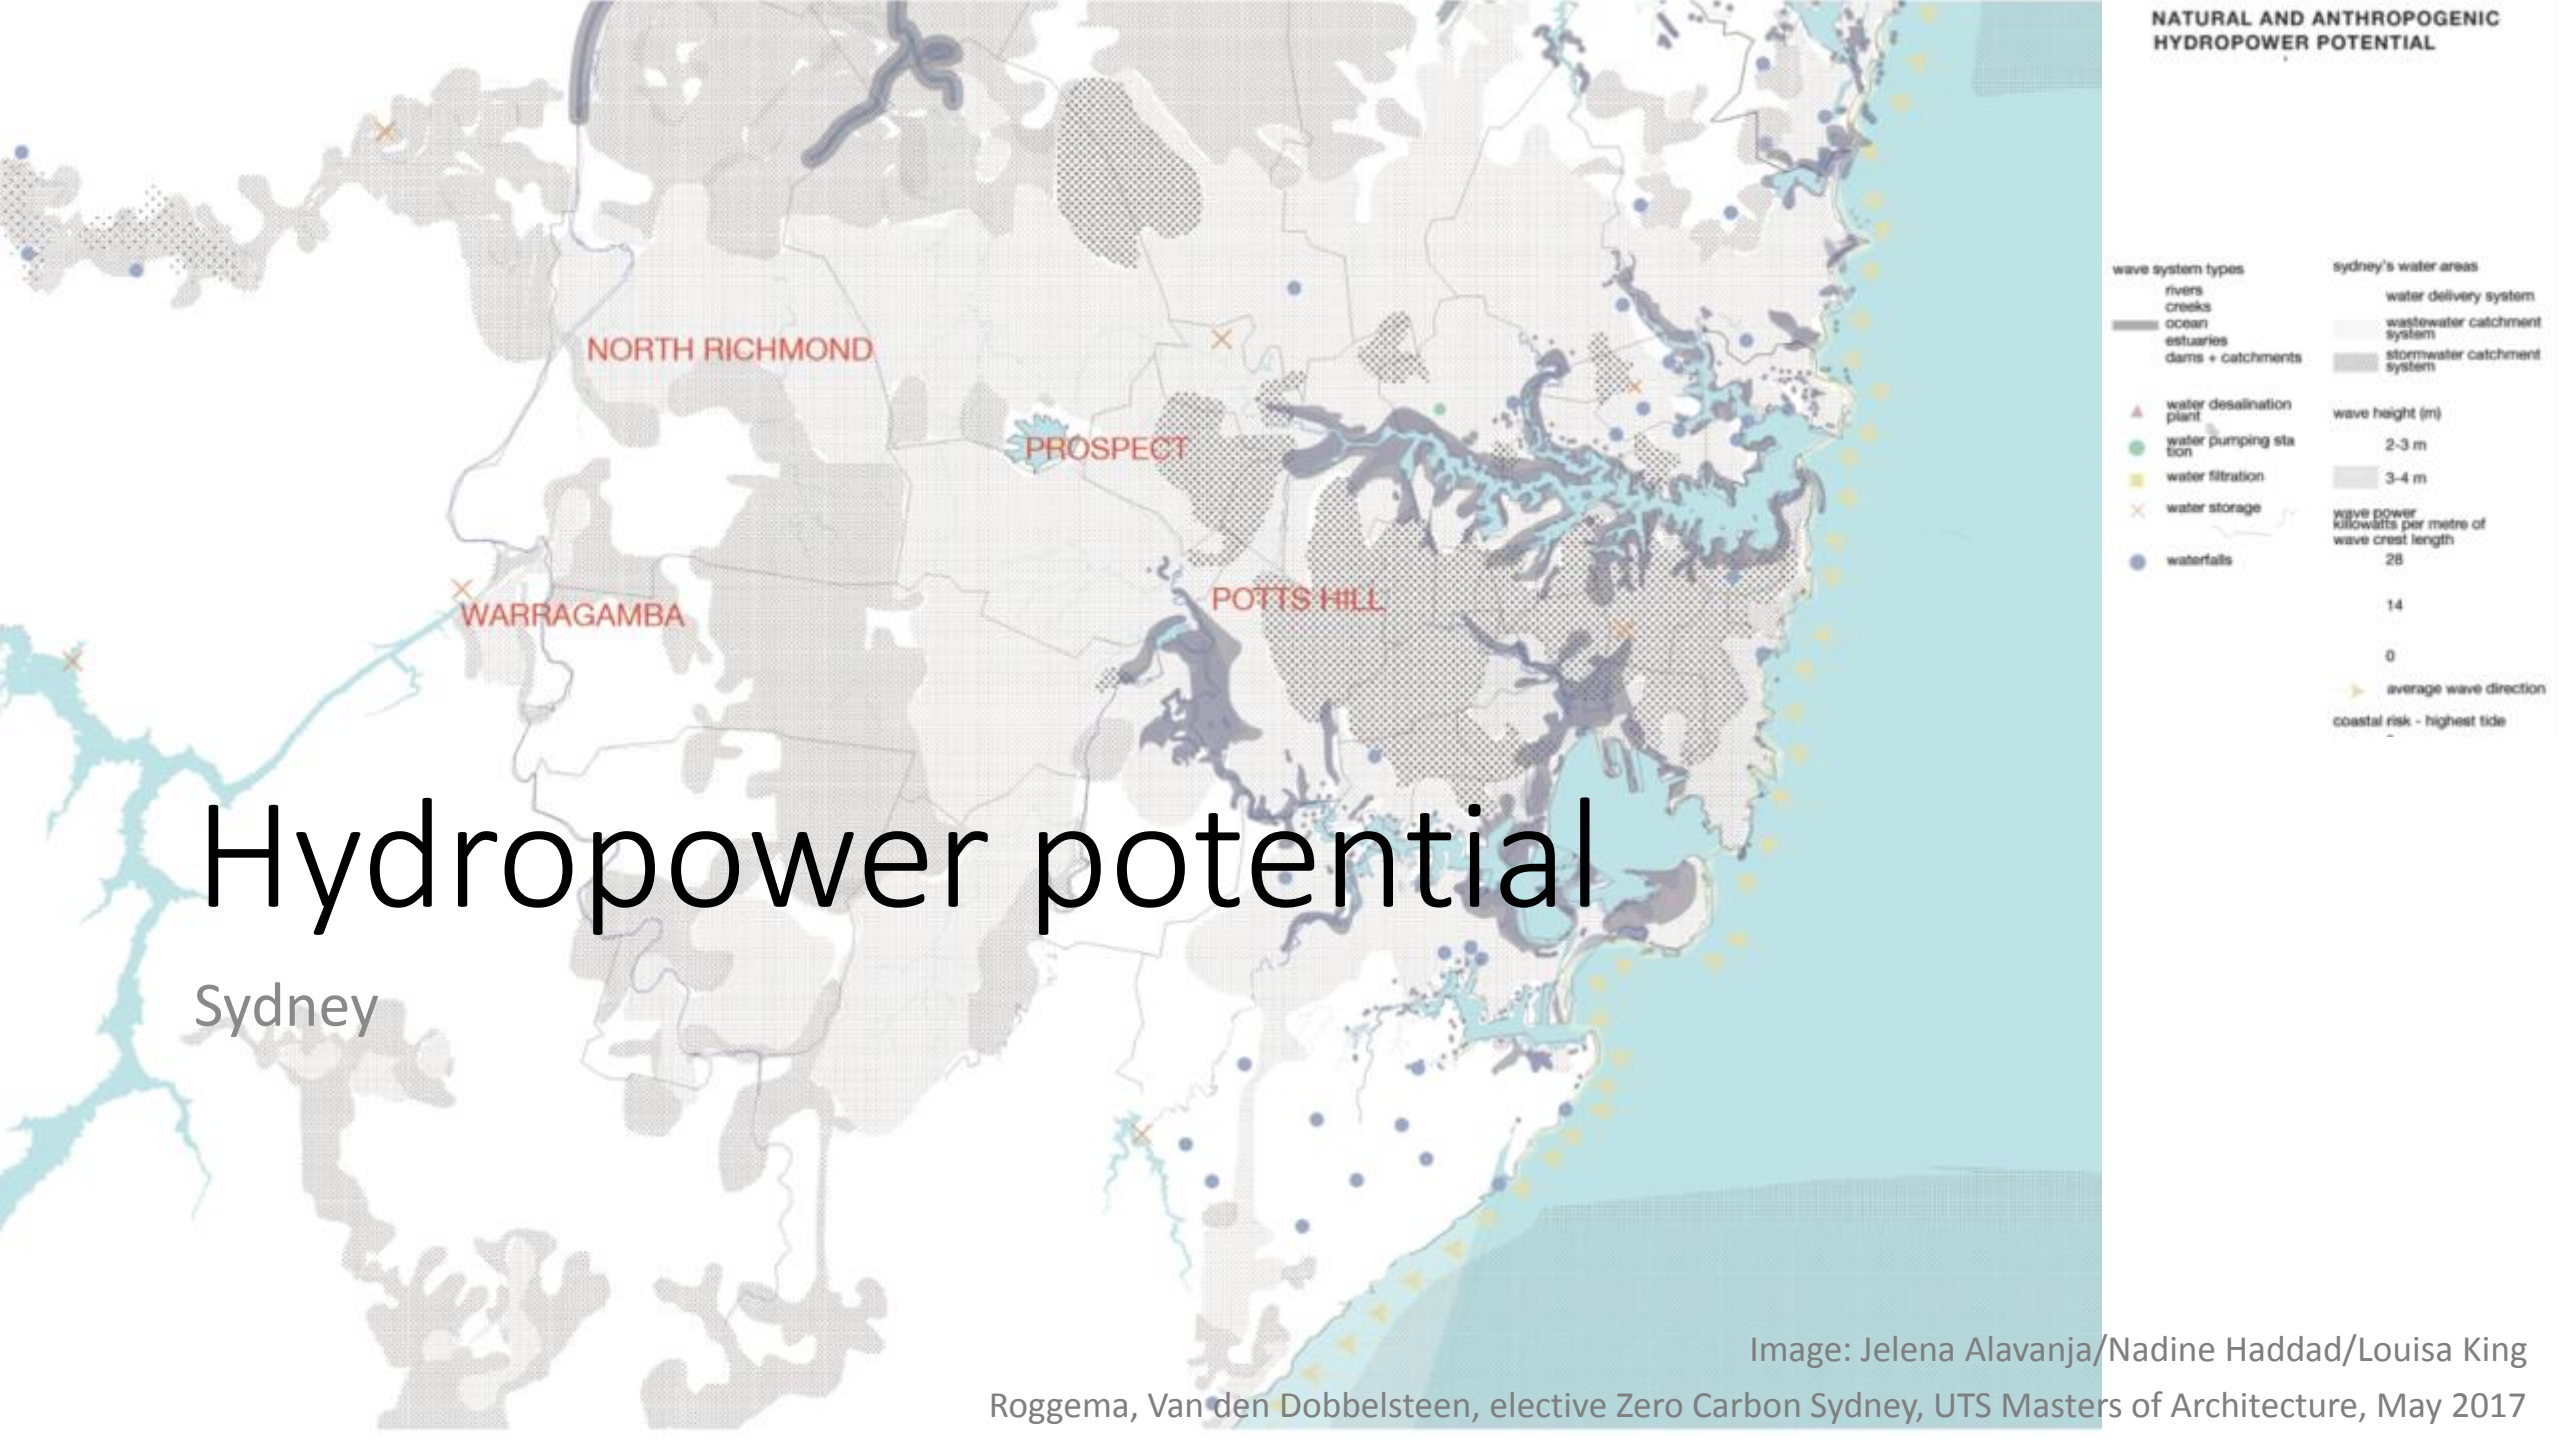 NATURAL AND ANTHROPOGENIC
HYDROPOWER POTENTIAL
wave system types
rivers
creeks
ocean
estuaries
dams + catchments
water desalination
plant
water pumping sta
tion
water filtration
water storage
waterfalls
sydney's water areas
water delivery system
wastewater catchment
system
stormwater catchment
system
wave height (m)
2-3 m
3-4 m
wave power
killowatts per metre of
wave crest length
28
14
0
average wave direction
coastal risk - highest tide
NORTH RICHMOND
PROSPECT
WARRAGAMBA
POTTS HILL
Hydropower potential
Sydney
Image: Jelena Alavanja/Nadine Haddad/Louisa King
Roggema, Van den Dobbelsteen, elective Zero Carbon Sydney, UTS Masters of Architecture, May 2017